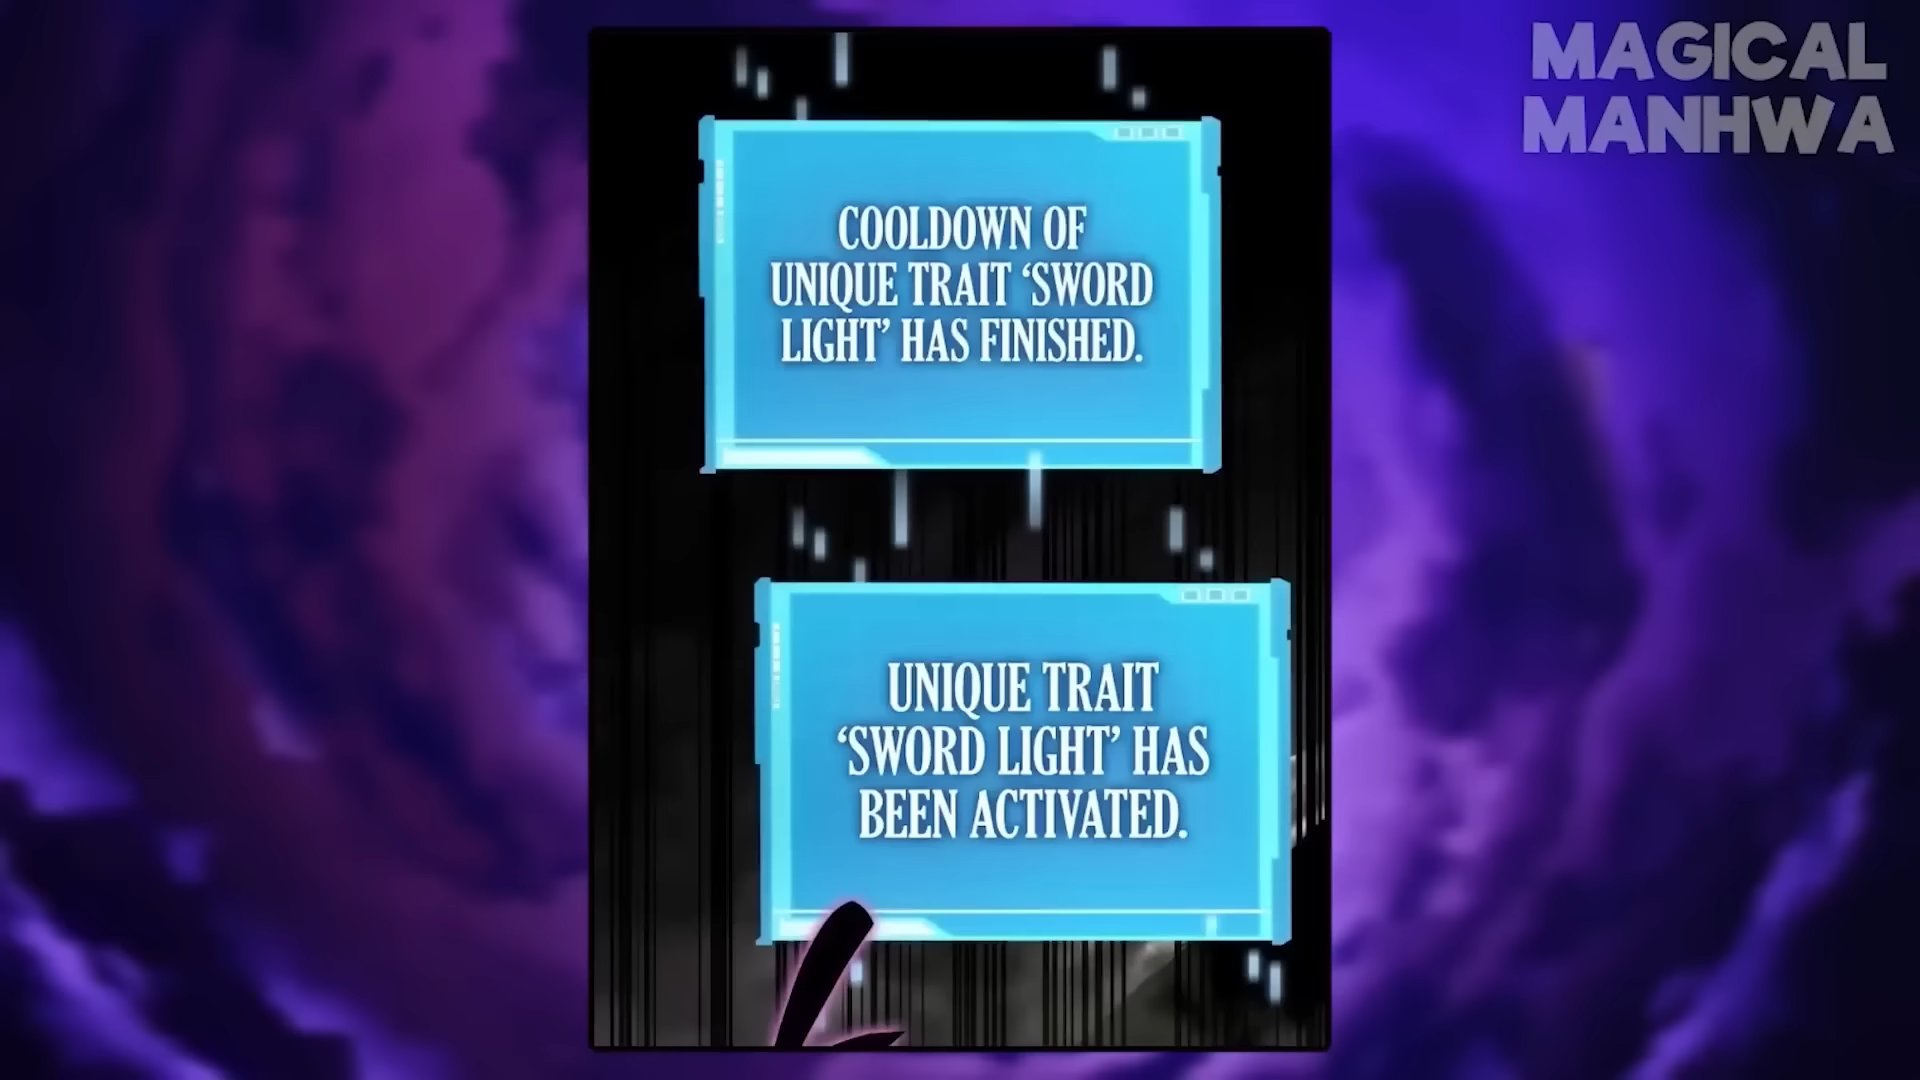 MAGICAL
MANHWA
COOLDOWN OF
UNIQUE TRAIT ‘SWORD
LIGHT’ HAS FINISHED.
UNIQUE TRAIT
‘SWORD LIGHT’ HAS
BEEN ACTIVATED.